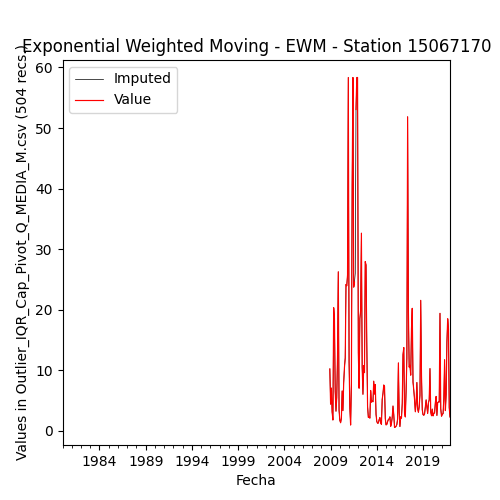 Exponential Weighted Moving - EWM - Station 15067170
Values in Outlier_IQR_Cap_Pivot_Q_MEDIA_M.csv (504 recs.)
60
50
40
30
20
10
0
Imputed
Value
1984 1989 1994 1999 2004 2009 2014 2019
Fecha